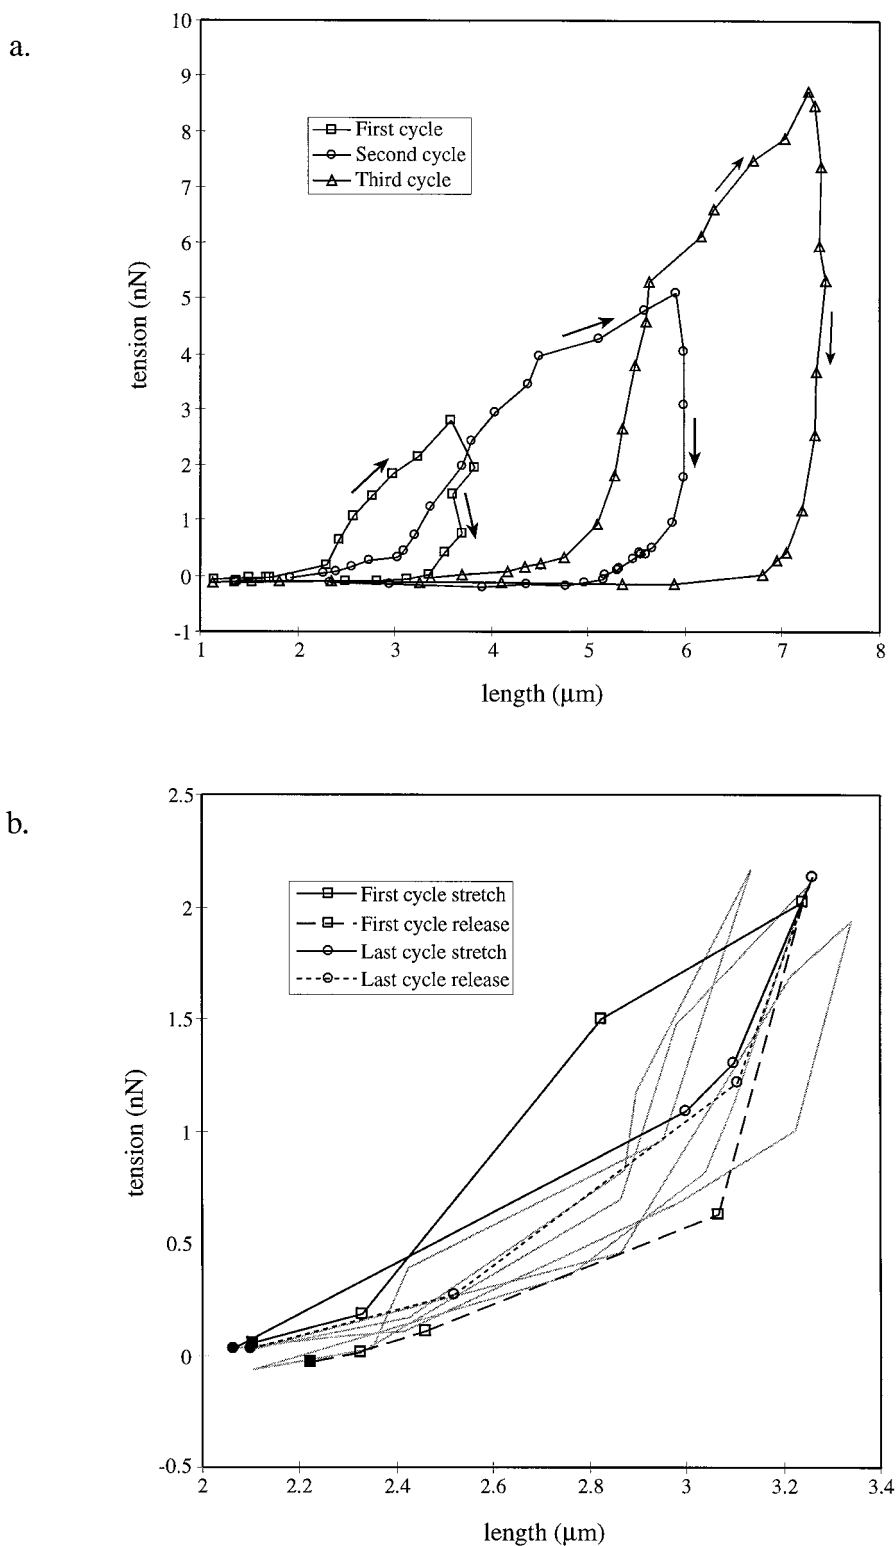 a.
10
9
8
7
6
5
4
3
2
1
0
-1
tension (nN)
First cycle
Second cycle
Third cycle
1 2 3 4 5 6 7 8
length (μm)
b.
2.5
2
1.5
1
0.5
0
-0.5
tension (nN)
First cycle stretch
First cycle release
Last cycle stretch
Last cycle release
2 2.2 2.4 2.6 2.8 3 3.2 3.4
length (μm)